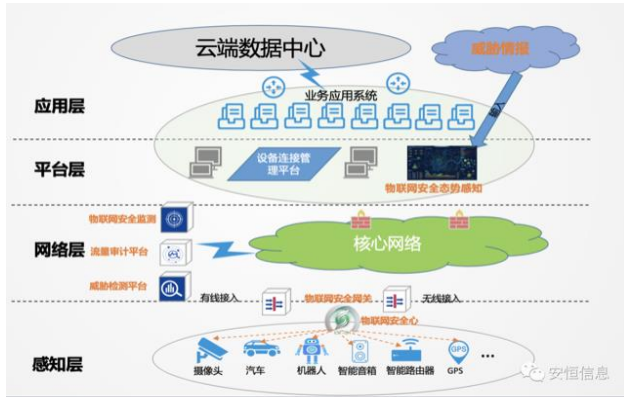 云端数据中心
威胁情报
业务应用系统
输入
应用层
平台层
设备连接管
理平台
物联网安全态势感知
物联网安全监测
网络层
流量审计平台
核心网络
威胁检测平台
有线接入
物联网安全网关
无线接入
物联网安全心
感知层
摄像头
汽车
机器人
智能音箱
智能路由器
GPS
GPS
...
安恒信息